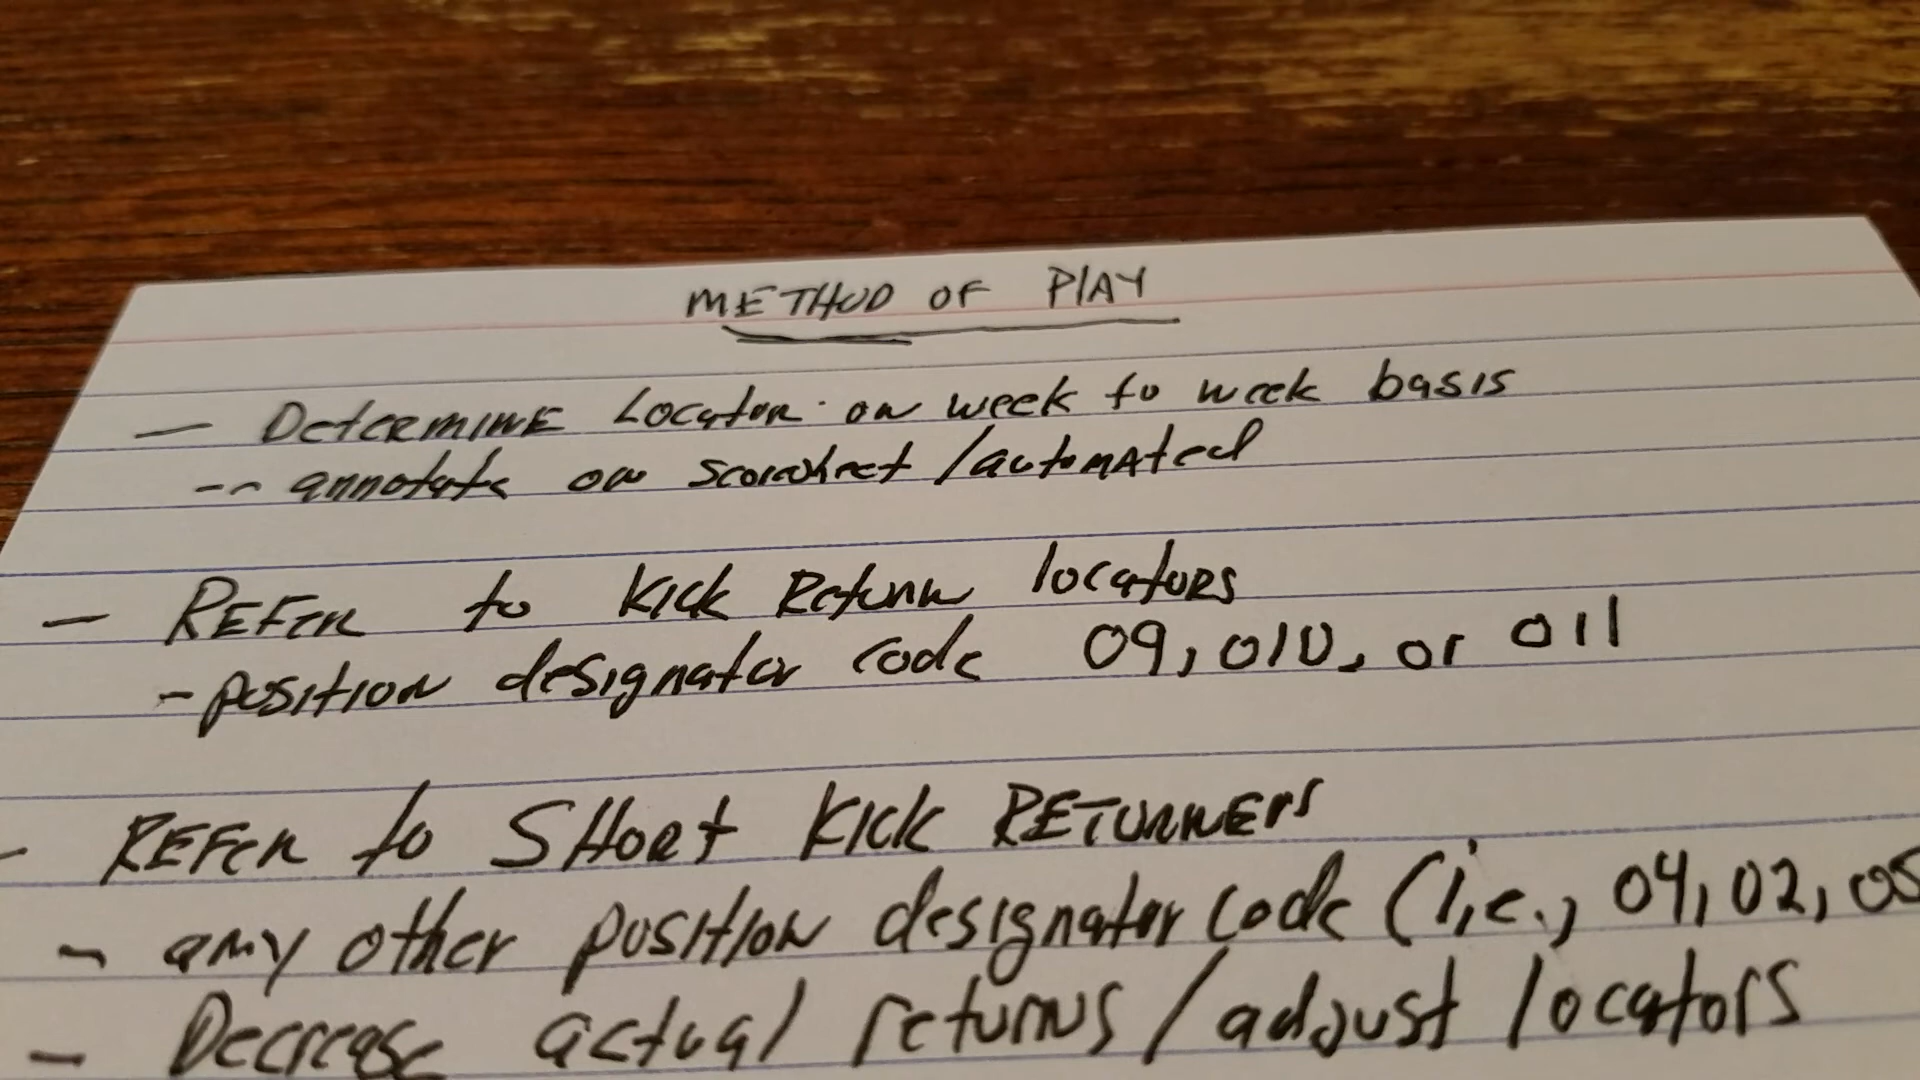 METHOD OF PlAY
— DeteRMINE Locator on week to week basis
-- annotate on scoresheet /automated
— REFER to Kick Return locatoRs
- position designator code 09, 010, or 011
- REFER to SHORT KICK RETURNERS
- any other position designator code (i,e., 04, 02, 05
- Decrease actual returns / adjust locators